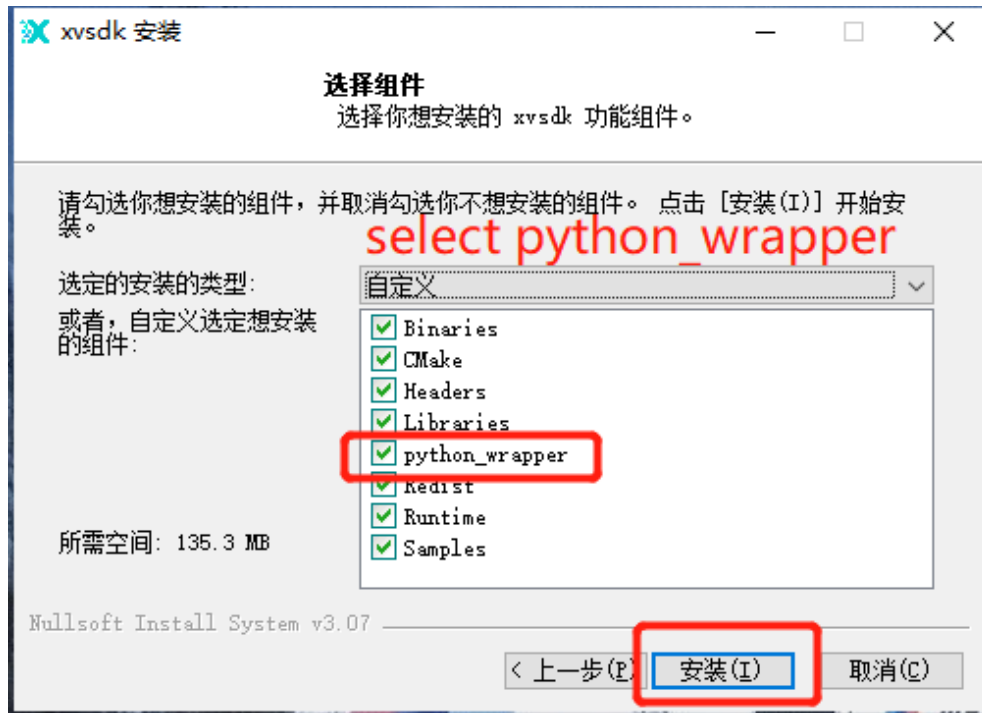 xvsdk 安装
选择组件
选择你想安装的 xvsdk 功能组件。
请勾选你想安装的组件，并取消勾选你不想安装的组件。 点击 [安装(I)] 开始安
装。
select python_wrapper
选定的安装的类型:
自定义
或者，自定义选定想安装
的组件:
Binaries
CMake
Headers
Libraries
python_wrapper
Redist
Runtime
Samples
所需空间: 135.3 MB
Nullsoft Install System v3.07
< 上一步(P)
安装(I)
取消(C)